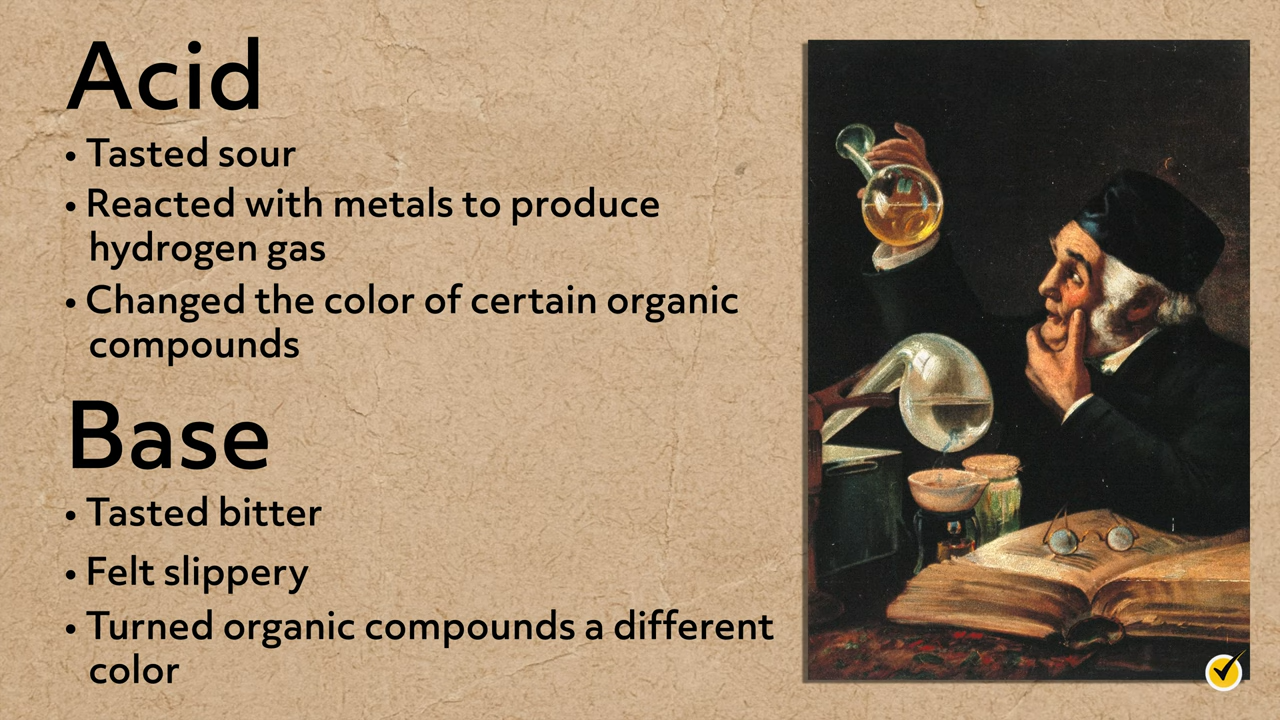 Acid
• Tasted sour
• Reacted with metals to produce
hydrogen gas
• Changed the color of certain organic
compounds
Base
• Tasted bitter
• Felt slippery
• Turned organic compounds a different
color